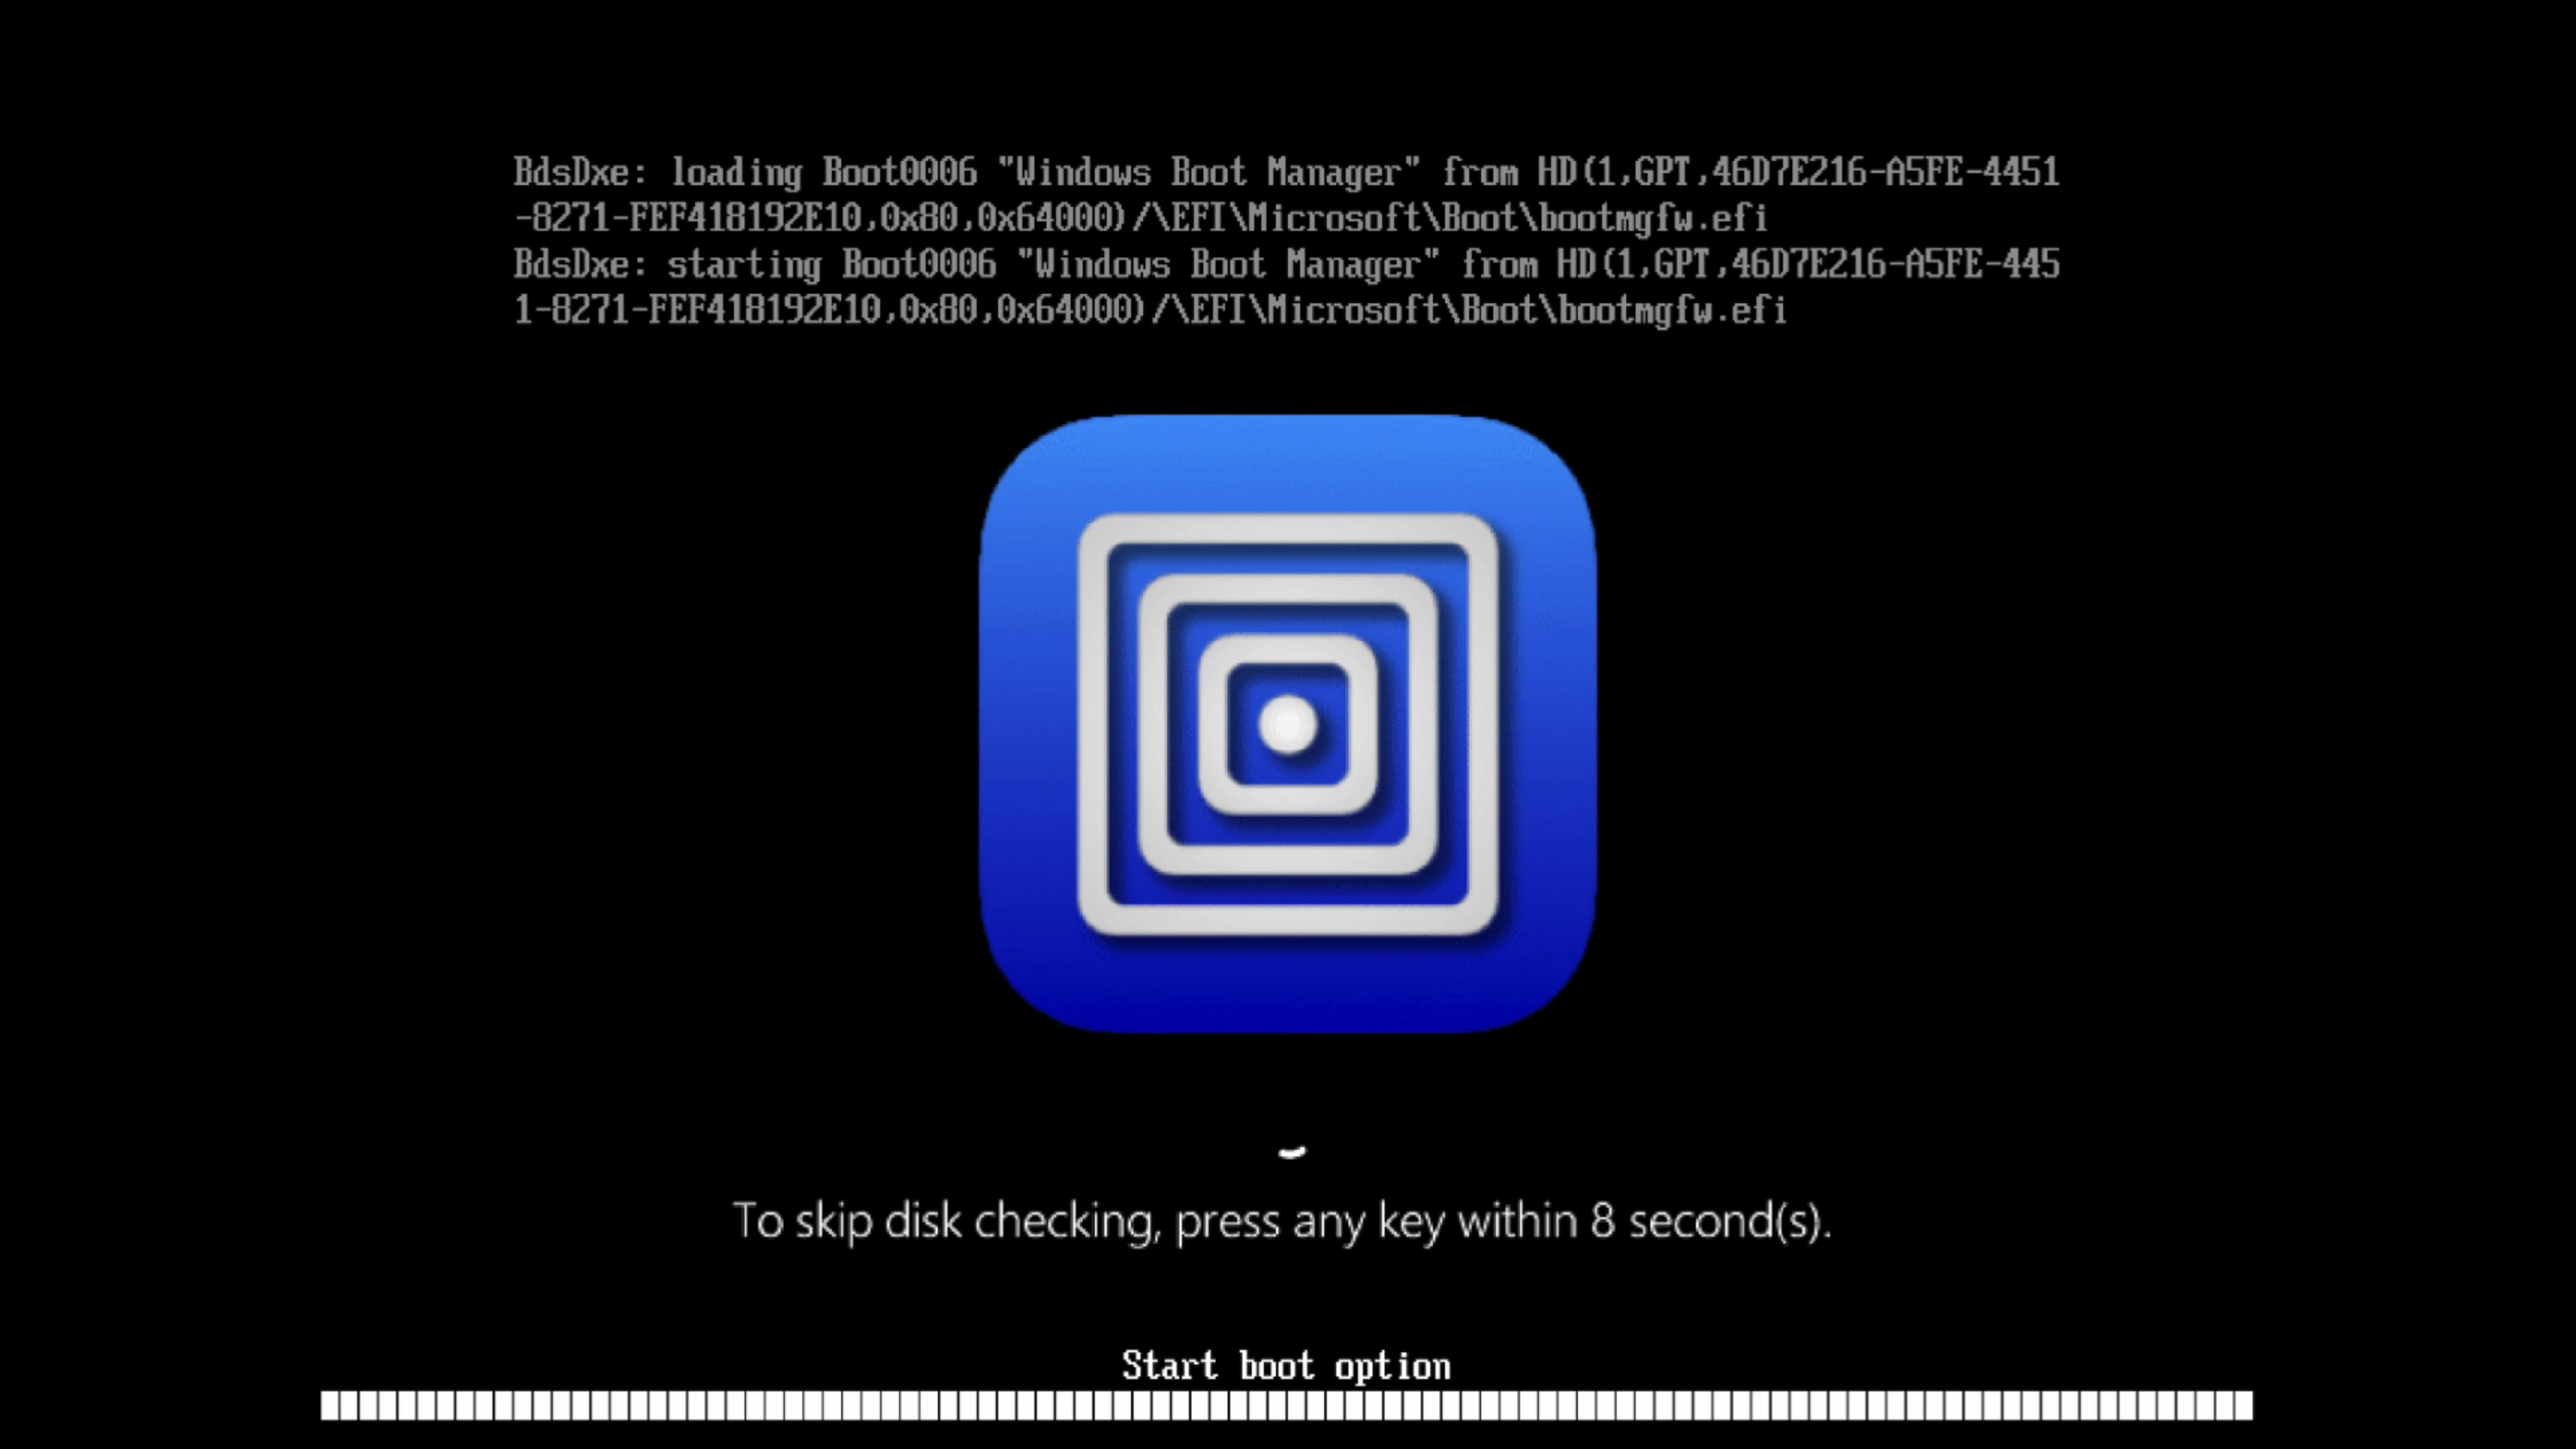 BdsDxe: loading Boot0006 "Windows Boot Manager" from HD(1,GPT,46D7E216-A5FE-4451
-8271-FEF418192E10,0x80,0x64000)/\EFI\Microsoft\Boot\bootmgfw.efi
BdsDxe: starting Boot0006 "Windows Boot Manager" from HD(1,GPT,46D7E216-A5FE-445
1-8271-FEF418192E10,0x80,0x64000)/\EFI\Microsoft\Boot\bootmgfw.efi
To skip disk checking, press any key within 8 second(s).
Start boot option